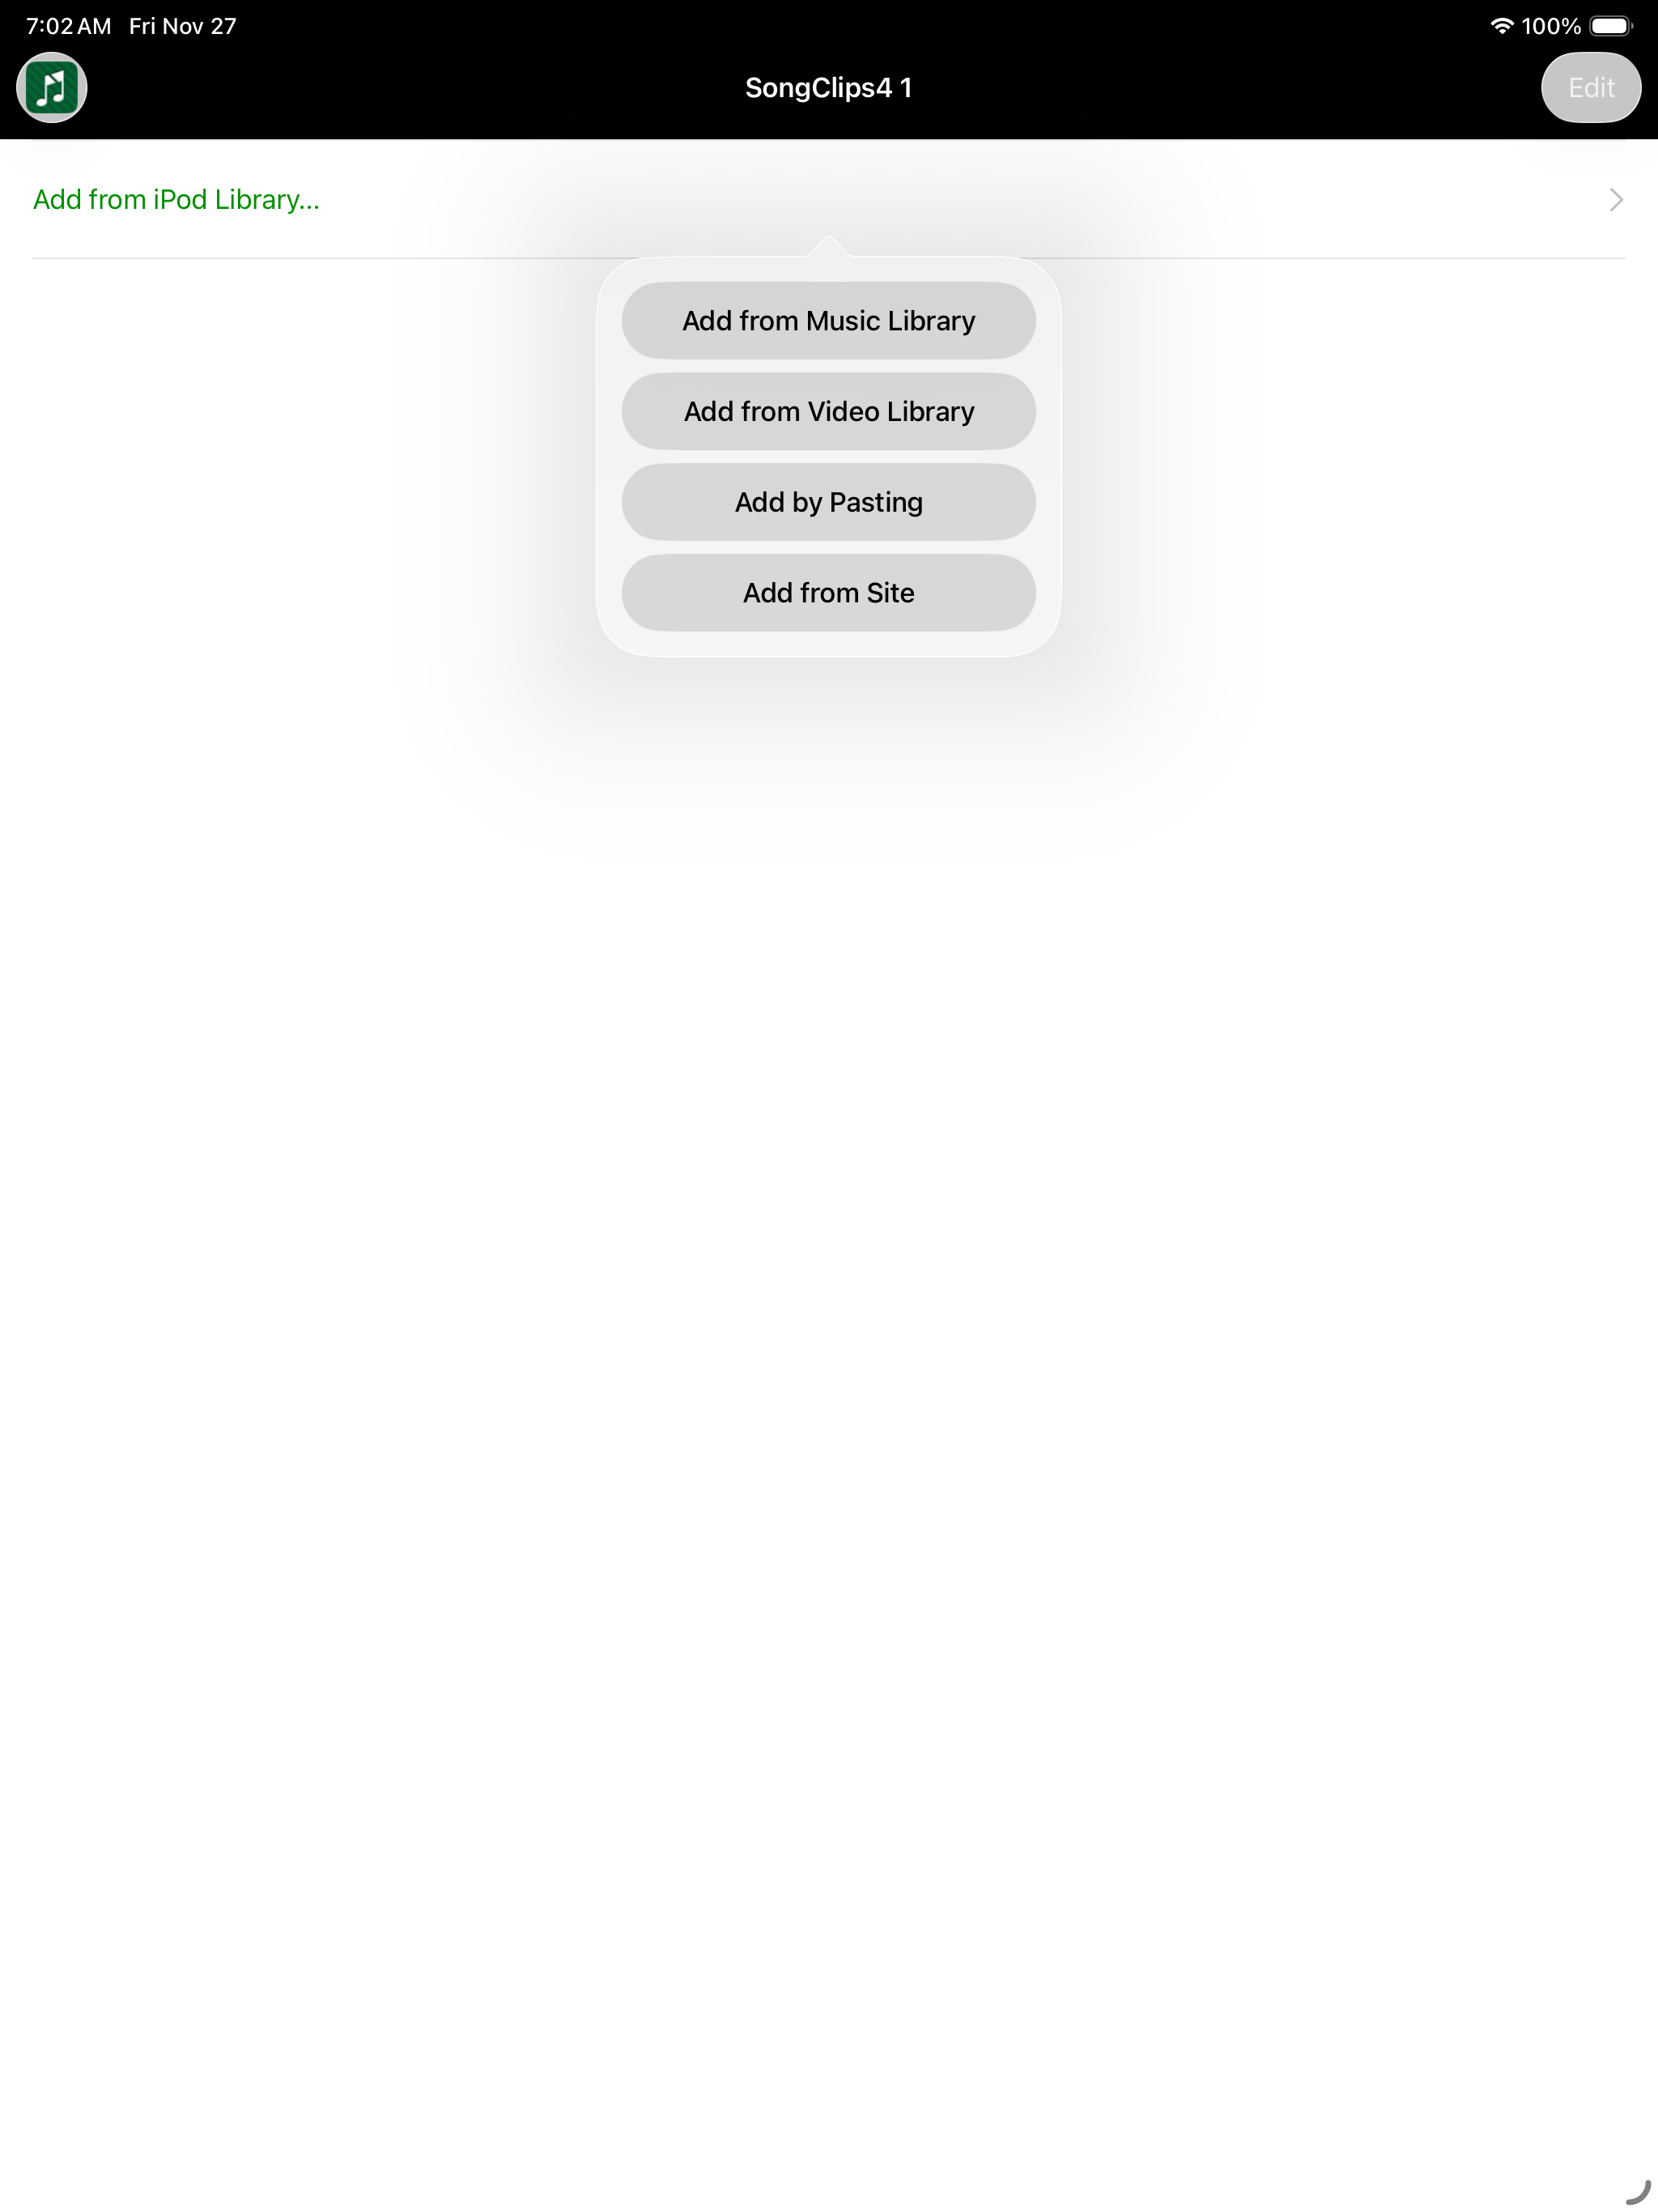 7:02 AM Fri Nov 27
100%
SongClips4 1
Edit
Add from iPod Library...
Add from Music Library
Add from Video Library
Add by Pasting
Add from Site